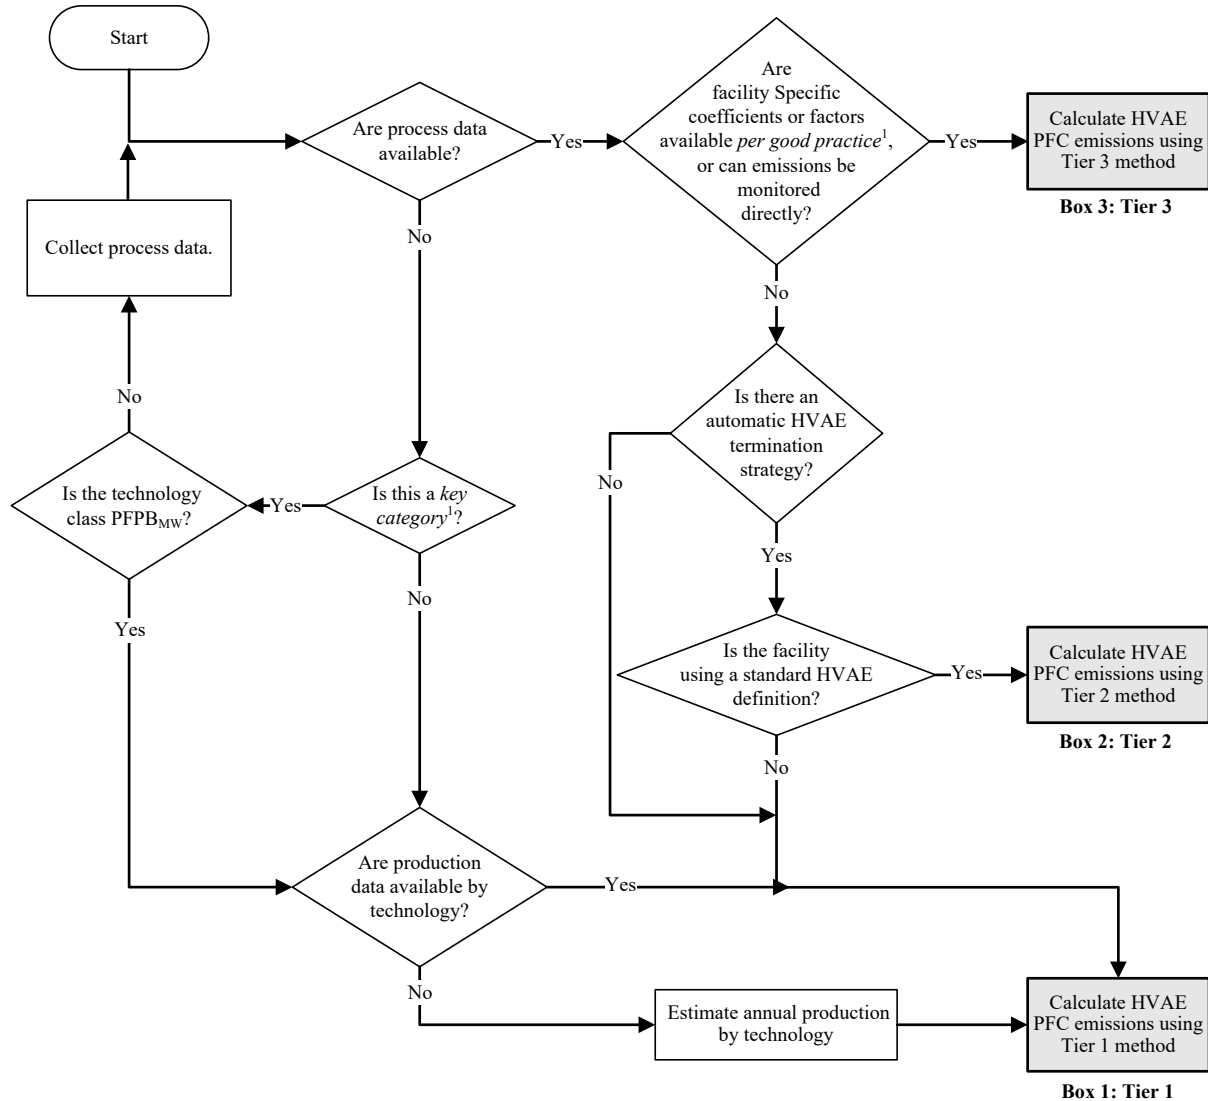 Start
Are process data
available?
Yes
Are
facility Specific
coefficients or factors
available per good practice¹,
or can emissions be
monitored
directly?
Yes
Calculate HVAE
PFC emissions using
Tier 3 method
Box 3: Tier 3
No
Collect process data.
No
No
Is there an
automatic HVAE
termination
strategy?
No
Is the technology
class PFPBMW?
Yes
Is this a key
category¹?
Yes
No
Yes
Is the facility
using a standard HVAE
definition?
Yes
Calculate HVAE
PFC emissions using
Tier 2 method
Box 2: Tier 2
No
Are production
data available by
technology?
Yes
No
Estimate annual production
by technology
Calculate HVAE
PFC emissions using
Tier 1 method
Box 1: Tier 1